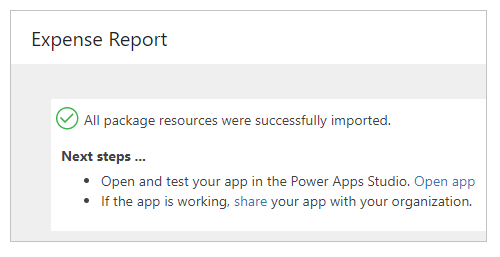 Expense Report
All package resources were successfully imported.
Next steps ...
• Open and test your app in the Power Apps Studio. Open app
• If the app is working, share your app with your organization.